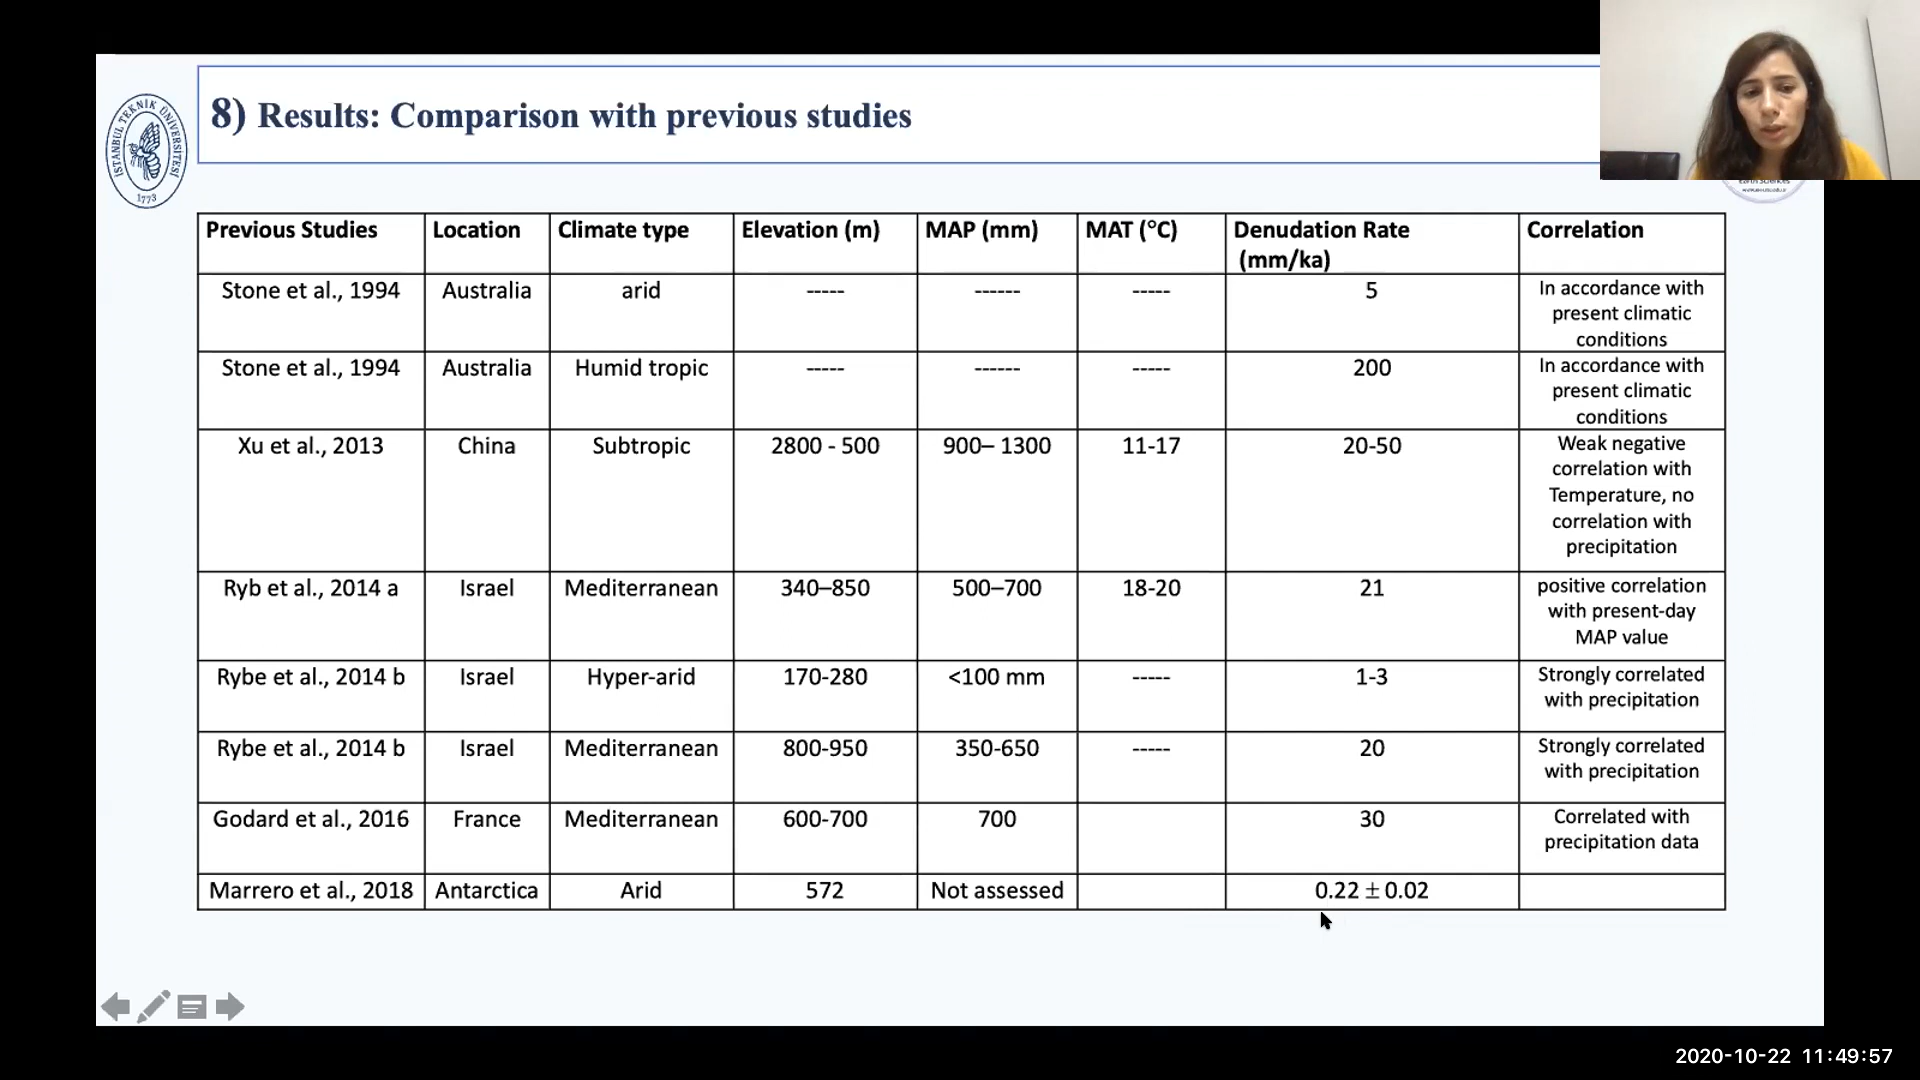 8) Results: Comparison with previous studies
İSTANBUL TEKNİK ÜNİVERSİTESİ
1773
Earth Sciences
Previous Studies Location Climate type Elevation (m) MAP (mm) MAT (°C) Denudation Rate (mm/ka) Correlation
Stone et al., 1994 Australia arid ----- ------ ----- 5 In accordance with
present climatic
conditions
Stone et al., 1994 Australia Humid tropic ----- ------ ----- 200 In accordance with
present climatic
conditions
Xu et al., 2013 China Subtropic 2800 - 500 900– 1300 11-17 20-50 Weak negative
correlation with
Temperature, no
correlation with
precipitation
Ryb et al., 2014 a Israel Mediterranean 340–850 500–700 18-20 21 positive correlation
with present-day
MAP value
Rybe et al., 2014 b Israel Hyper-arid 170-280 <100 mm ----- 1-3 Strongly correlated
with precipitation
Rybe et al., 2014 b Israel Mediterranean 800-950 350-650 ----- 20 Strongly correlated
with precipitation
Godard et al., 2016 France Mediterranean 600-700 700 30 Correlated with
precipitation data
Marrero et al., 2018 Antarctica Arid 572 Not assessed 0.22 ± 0.02
2020-10-22 11:49:57